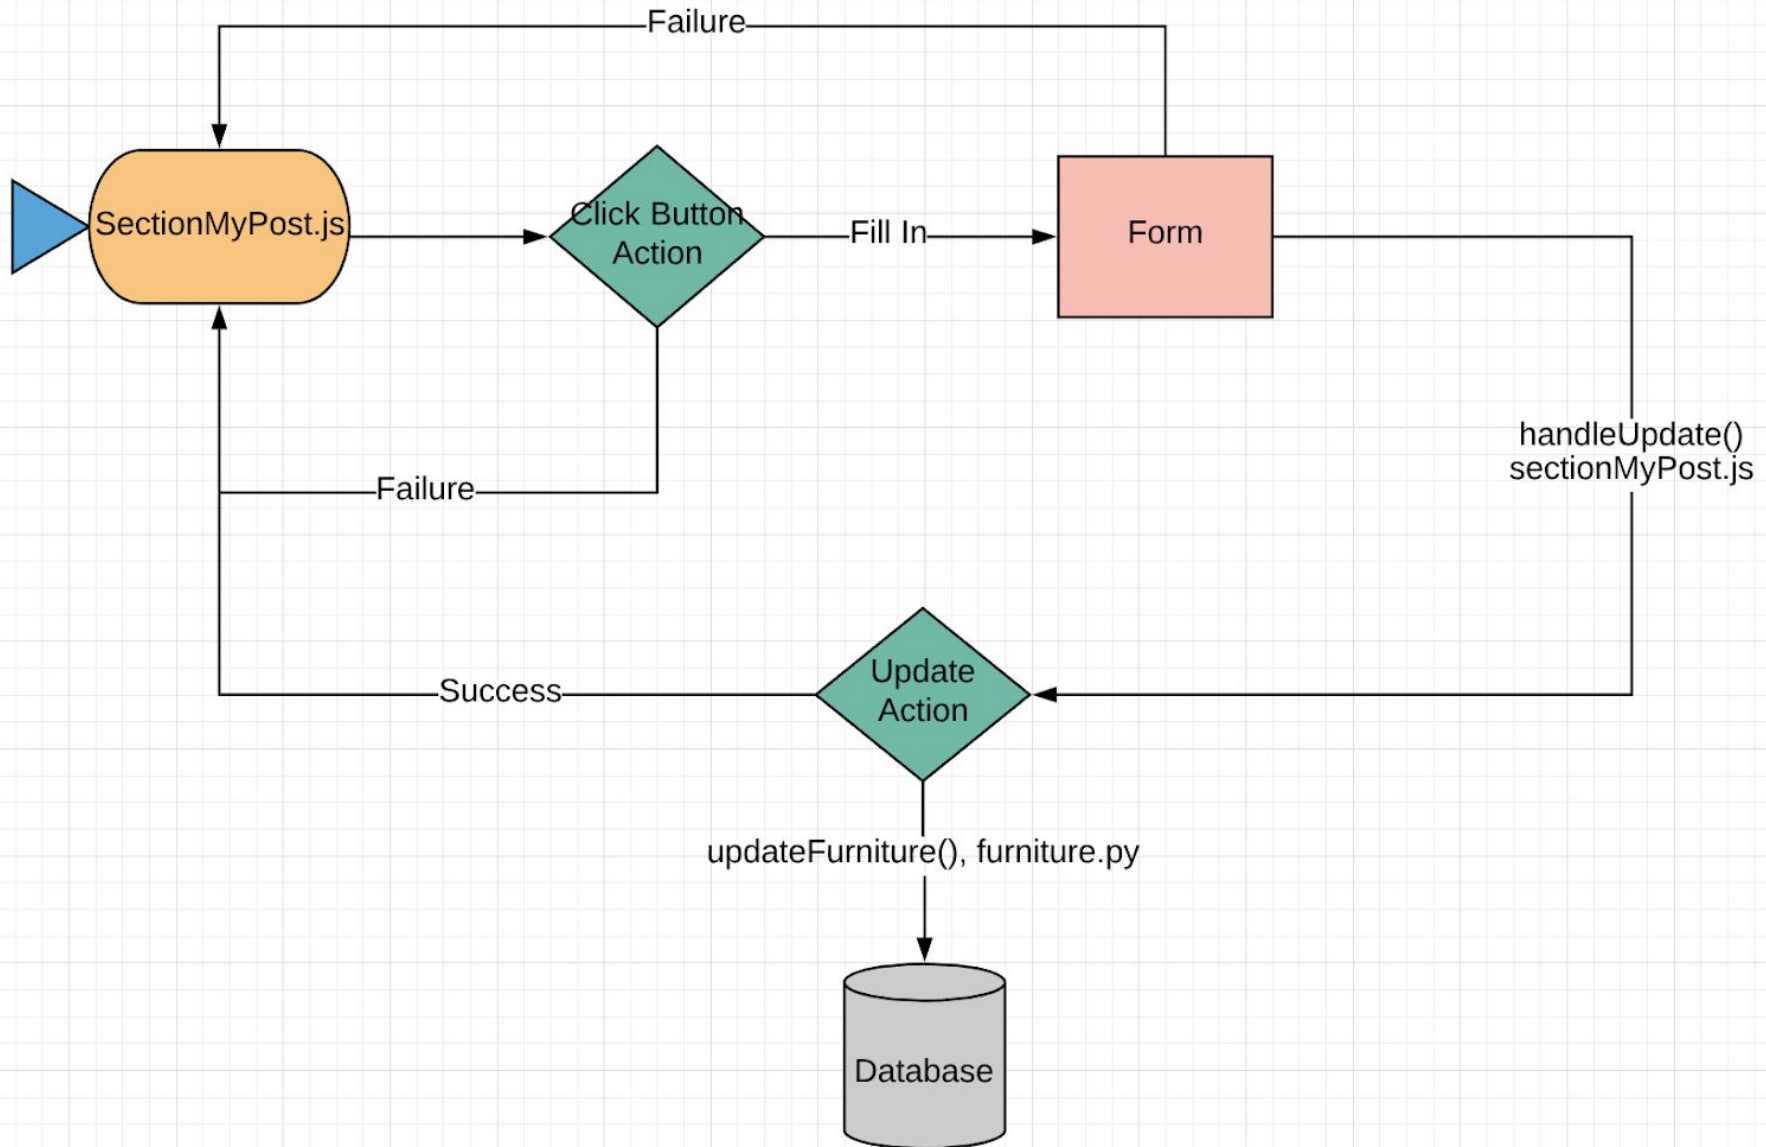 Failure
SectionMyPost.js
Click Button
Action
Fill In
Form
handleUpdate()
sectionMyPost.js
Failure
Update
Action
Success
updateFurniture(), furniture.py
Database